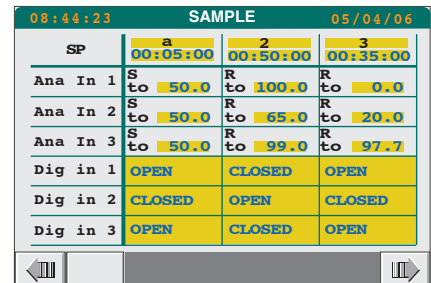 08:44:23 SAMPLE 05/04/06
SP a 2 3
00:05:00 00:50:00 00:35:00
Ana In 1 S to 50.0 R to 100.0 R to 0.0
Ana In 2 S to 50.0 R to 65.0 R to 20.0
Ana In 3 S to 50.0 R to 99.0 R to 97.7
Dig in 1 OPEN CLOSED OPEN
Dig in 2 CLOSED OPEN CLOSED
Dig in 3 OPEN CLOSED OPEN